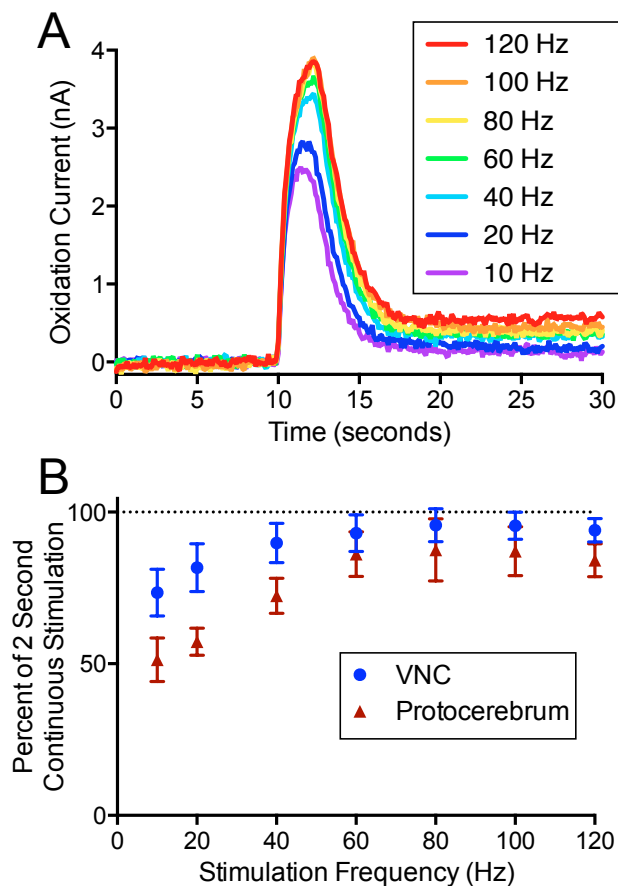 A
Oxidation Current (nA)
4
3
2
1
0
0 5 10 15 20 25 30
Time (seconds)
120 Hz
100 Hz
80 Hz
60 Hz
40 Hz
20 Hz
10 Hz
B
Percent of 2 Second
Continuous Stimulation
100
50
0
0 20 40 60 80 100 120
Stimulation Frequency (Hz)
VNC
Protocerebrum